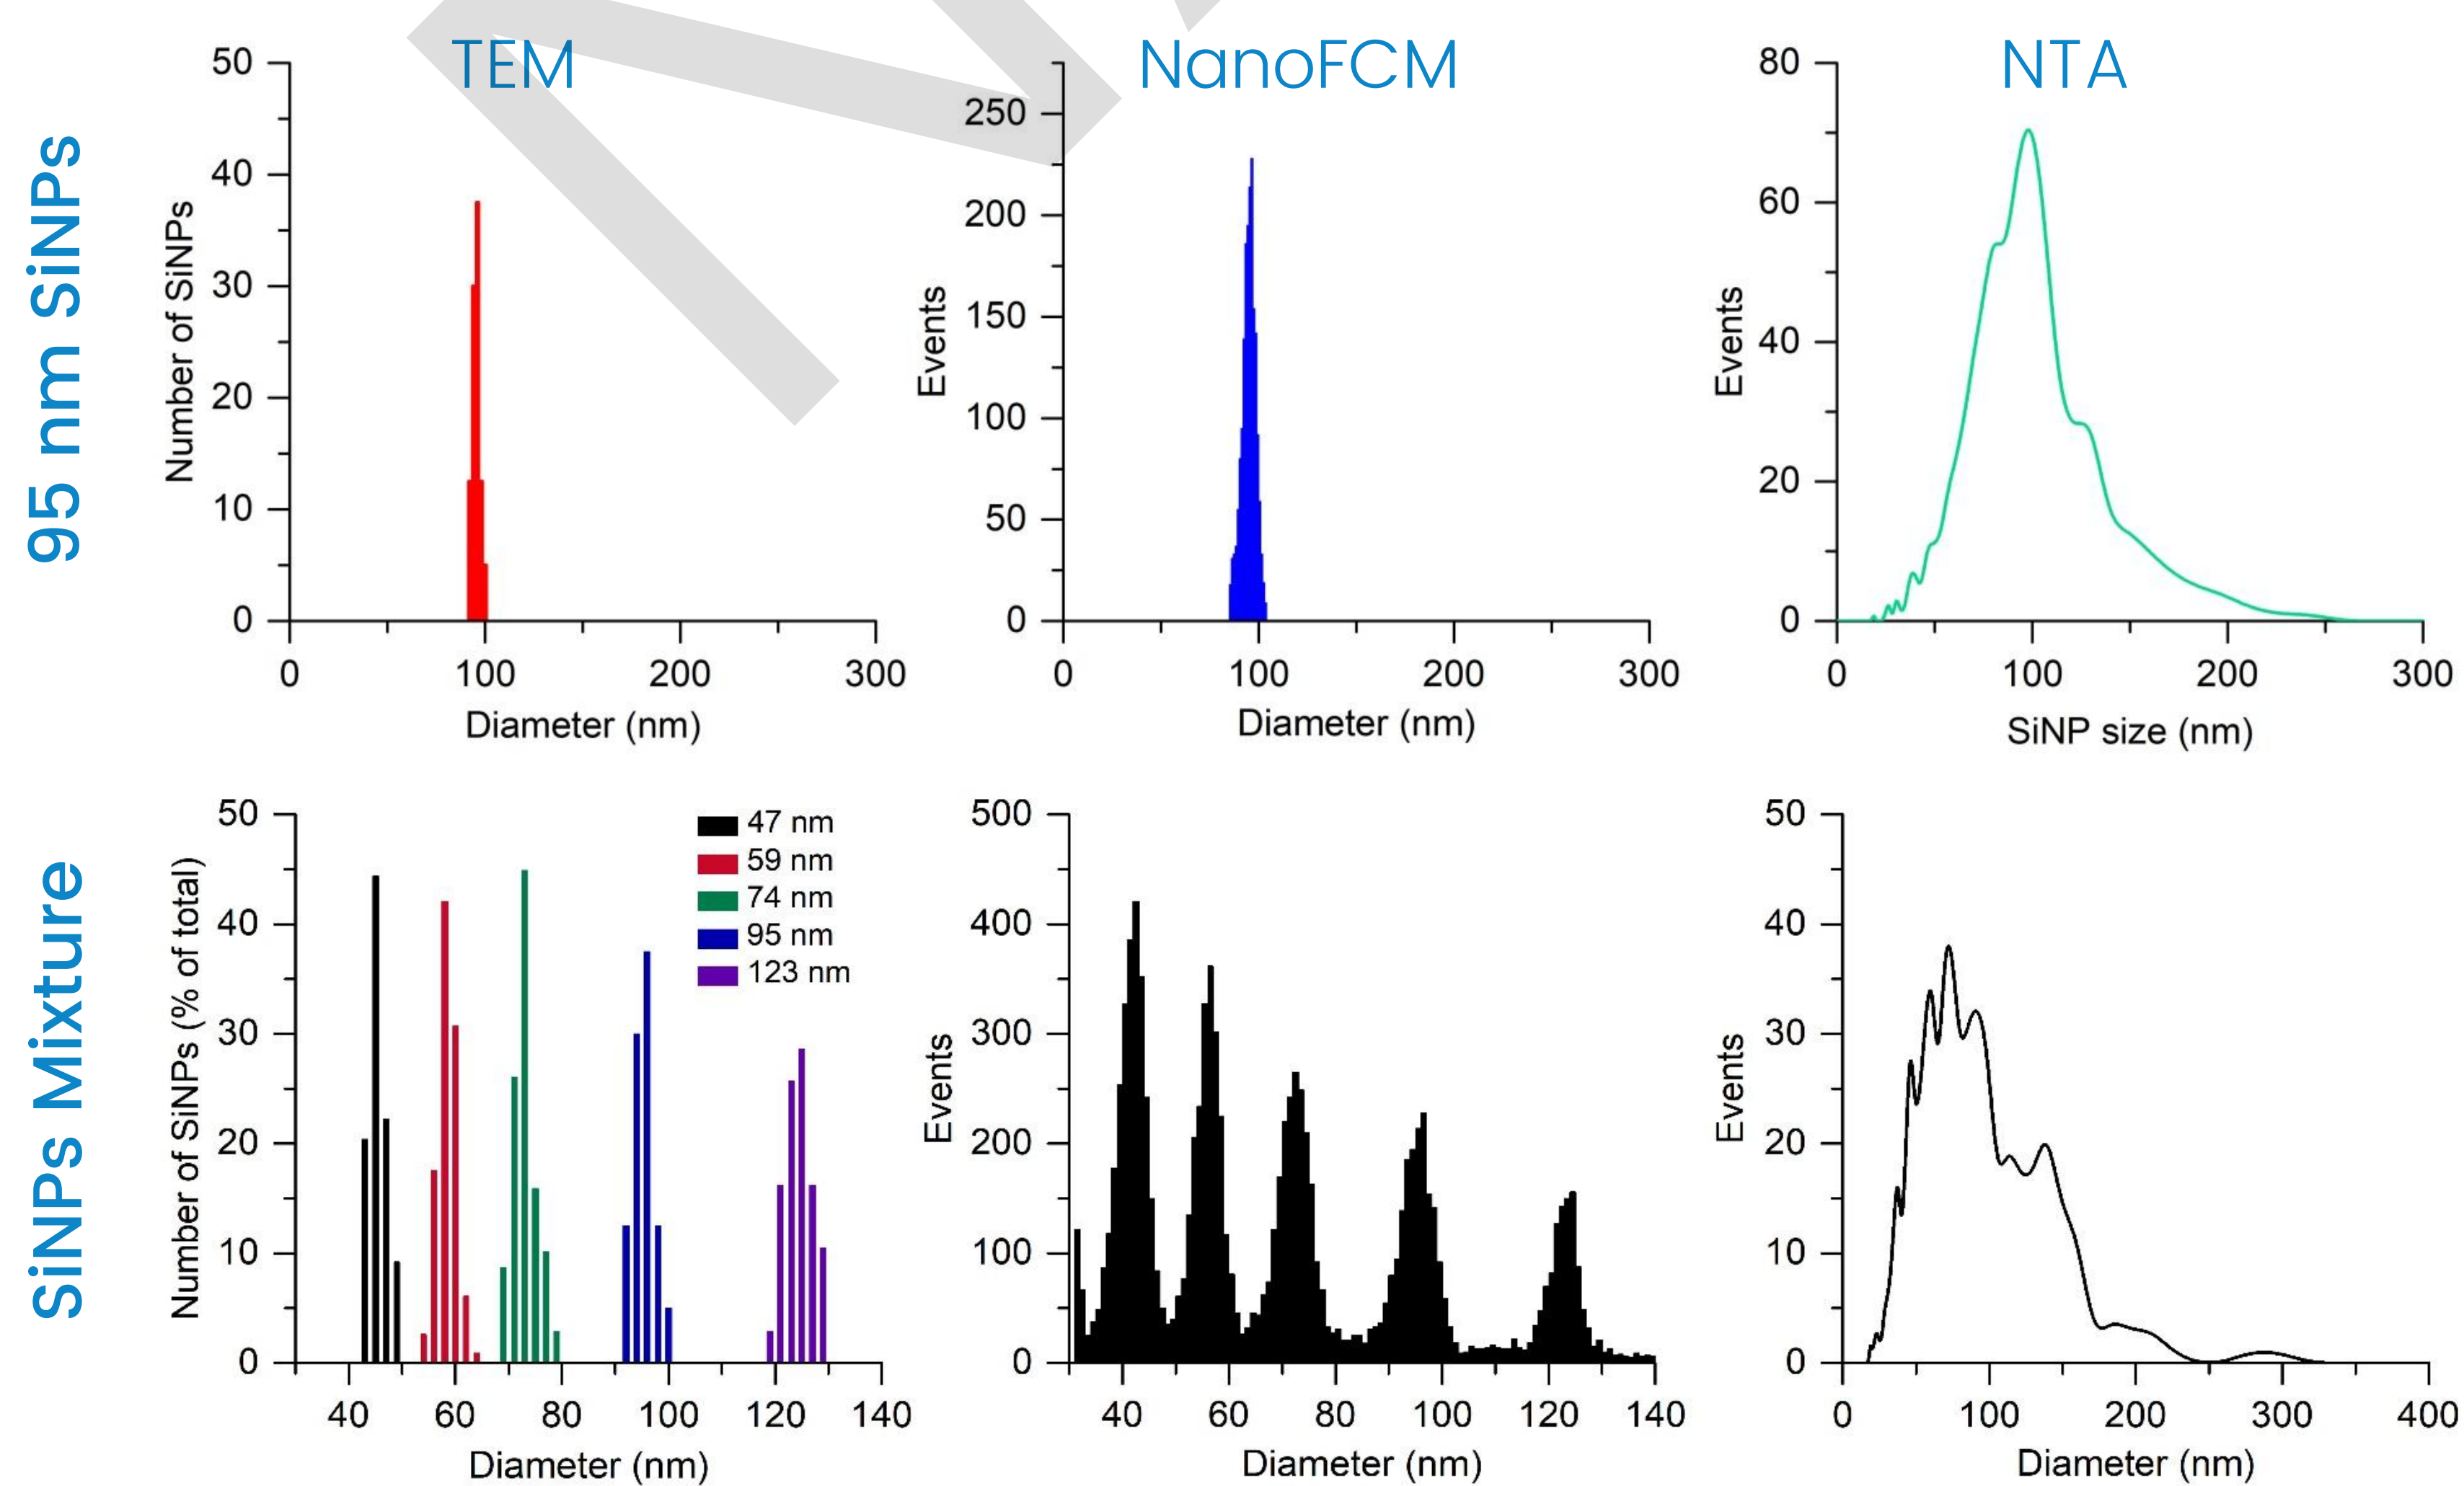 TEM
NanoFCM
NTA
95 nm SiNPs
Number of SiNPs
50
40
30
20
10
0
0
100
200
300
Diameter (nm)
Events
250
200
150
100
50
0
0
100
200
300
Diameter (nm)
Events
80
60
40
20
0
0
100
200
300
SiNP size (nm)
SiNPs Mixture
Number of SiNPs (% of total)
50
40
30
20
10
0
47 nm
59 nm
74 nm
95 nm
123 nm
40
60
80
100
120
140
Diameter (nm)
Events
500
400
300
200
100
0
40
60
80
100
120
140
Diameter (nm)
Events
50
40
30
20
10
0
0
100
200
300
400
Diameter (nm)